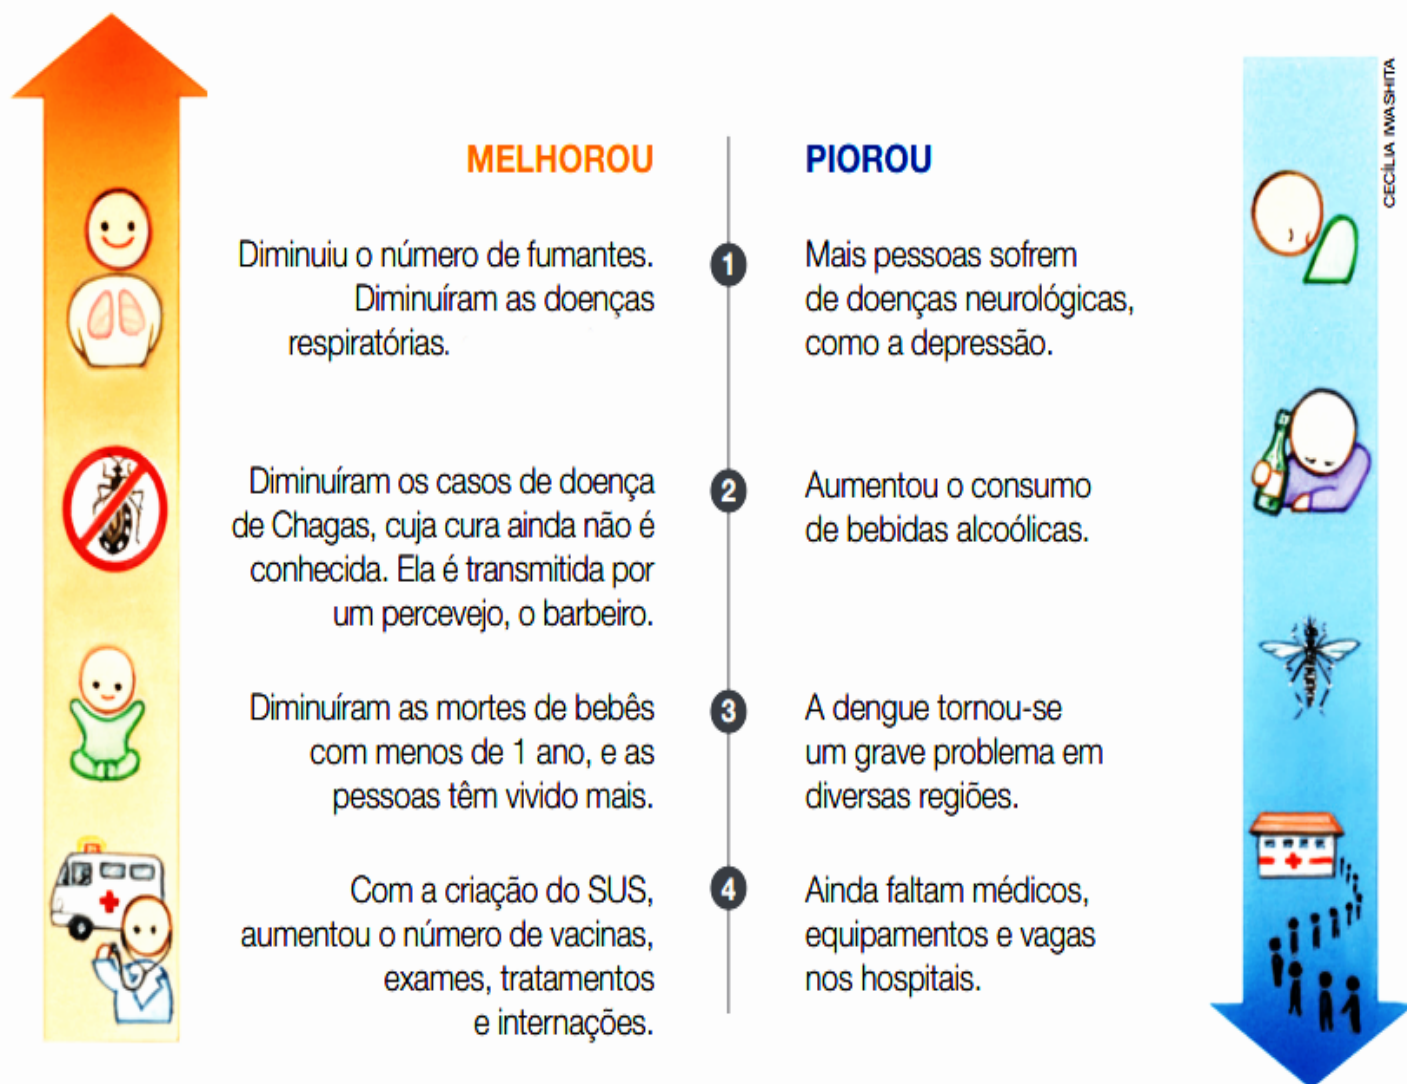 MELHOROU
PIOROU
CECÍLIA IWASHITA
1
Diminuiu o número de fumantes.
Diminuíram as doenças
respiratórias.
Mais pessoas sofrem
de doenças neurológicas,
como a depressão.
2
Diminuíram os casos de doença
de Chagas, cuja cura ainda não é
conhecida. Ela é transmitida por
um percevejo, o barbeiro.
Aumentou o consumo
de bebidas alcoólicas.
3
Diminuíram as mortes de bebês
com menos de 1 ano, e as
pessoas têm vivido mais.
A dengue tornou-se
um grave problema em
diversas regiões.
4
Com a criação do SUS,
aumentou o número de vacinas,
exames, tratamentos
e internações.
Ainda faltam médicos,
equipamentos e vagas
nos hospitais.